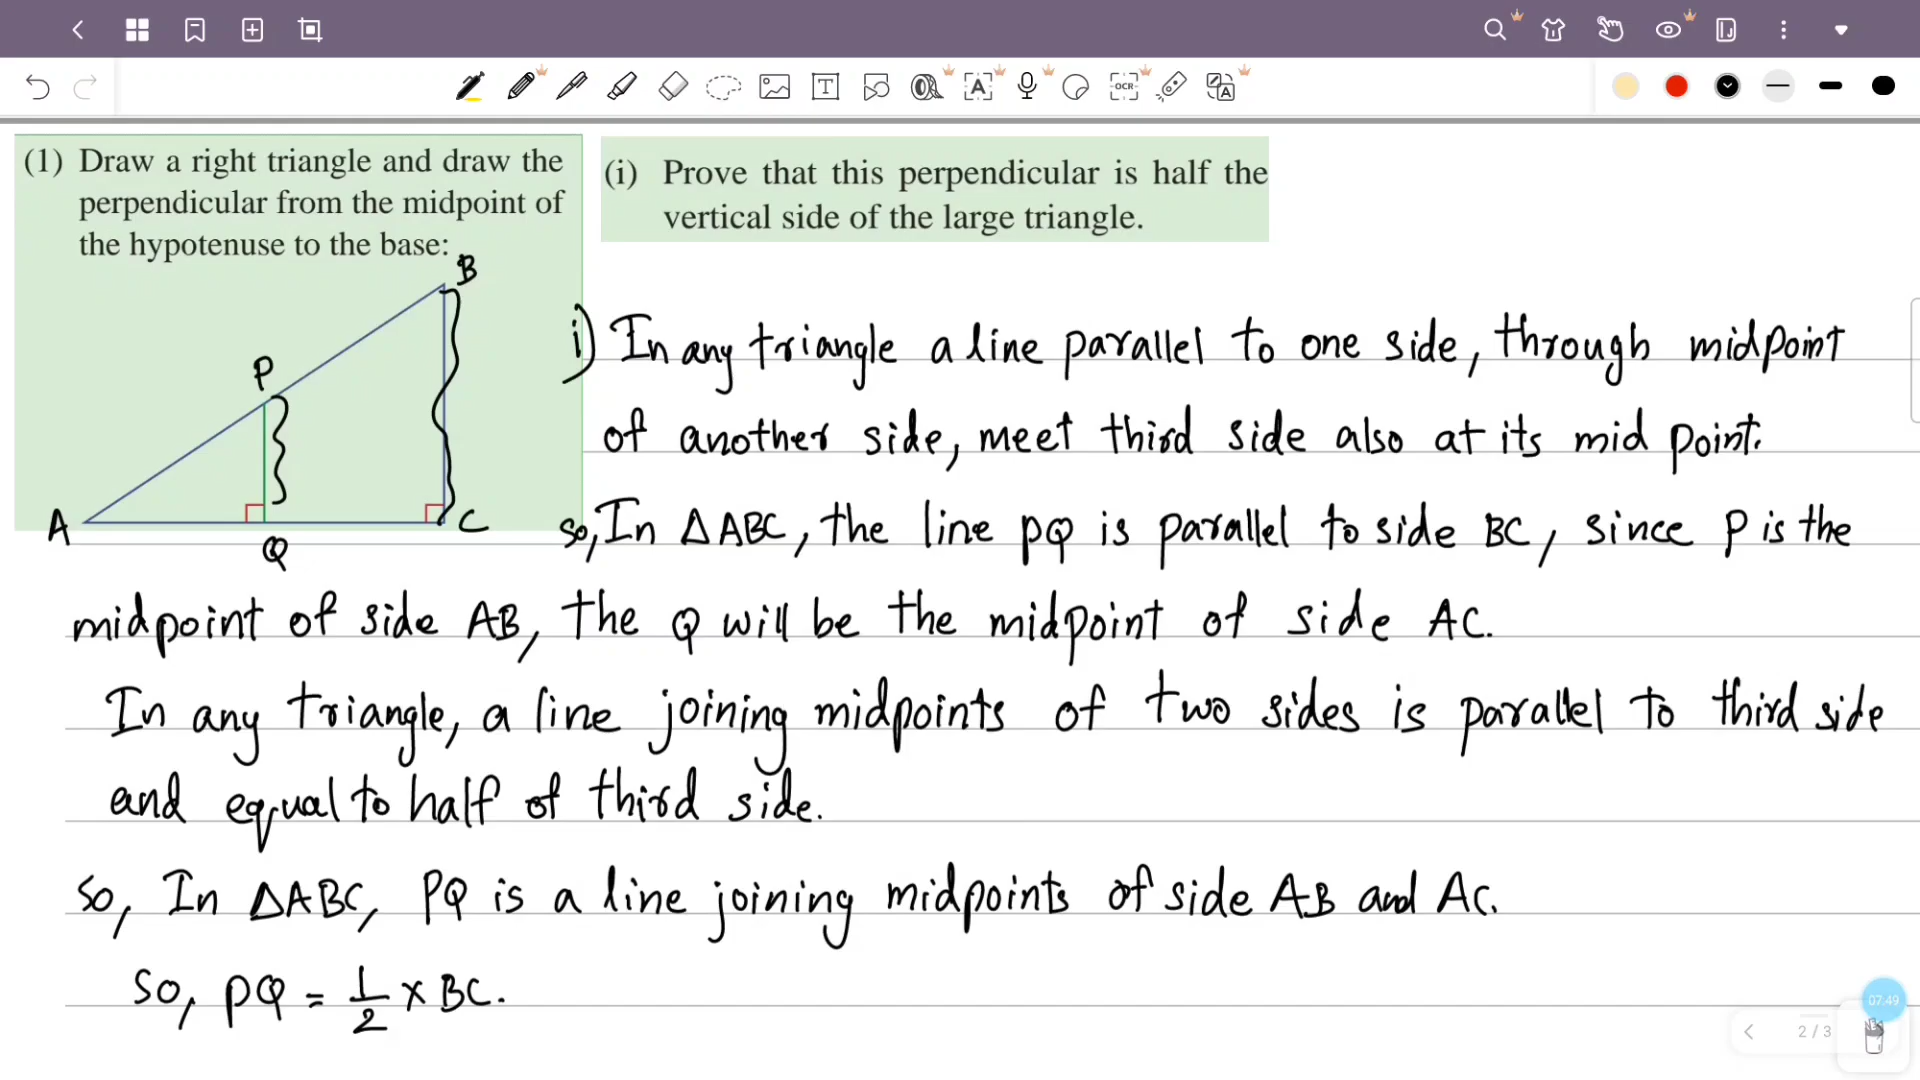 (1) Draw a right triangle and draw the
perpendicular from the midpoint of
the hypotenuse to the base:
(i) Prove that this perpendicular is half the
vertical side of the large triangle.
B
P
A
Q
C
i) In any triangle a line parallel to one side, through midpoint
of another side, meet third side also at its mid point.
so, In △ABC, the line PQ is parallel to side BC, since P is the
midpoint of side AB, the Q will be the midpoint of side AC.
In any triangle, a line joining midpoints of two sides is parallel to third side
and equal to half of third side.
So, In △ABC, PQ is a line joining midpoints of side AB and AC.
So, PQ = 1/2 × BC.
07:49
2 / 3
T
A
OCR
A